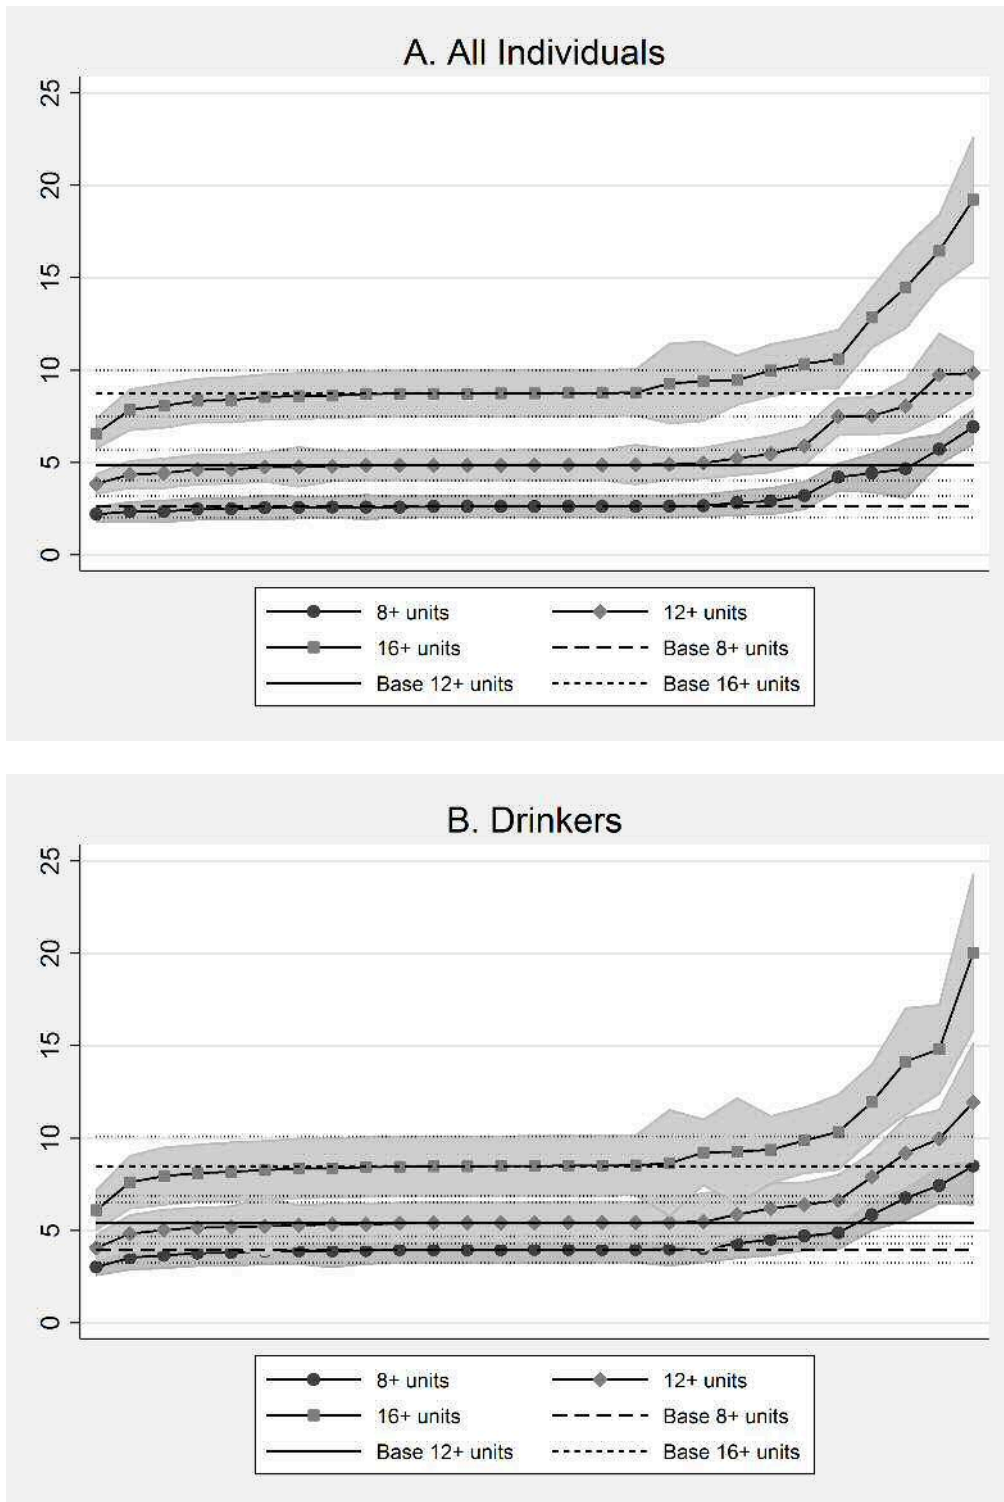 A. All Individuals
25
20
15
10
5
0
8+ units
12+ units
16+ units
Base 8+ units
Base 12+ units
Base 16+ units
B. Drinkers
25
20
15
10
5
0
8+ units
12+ units
16+ units
Base 8+ units
Base 12+ units
Base 16+ units